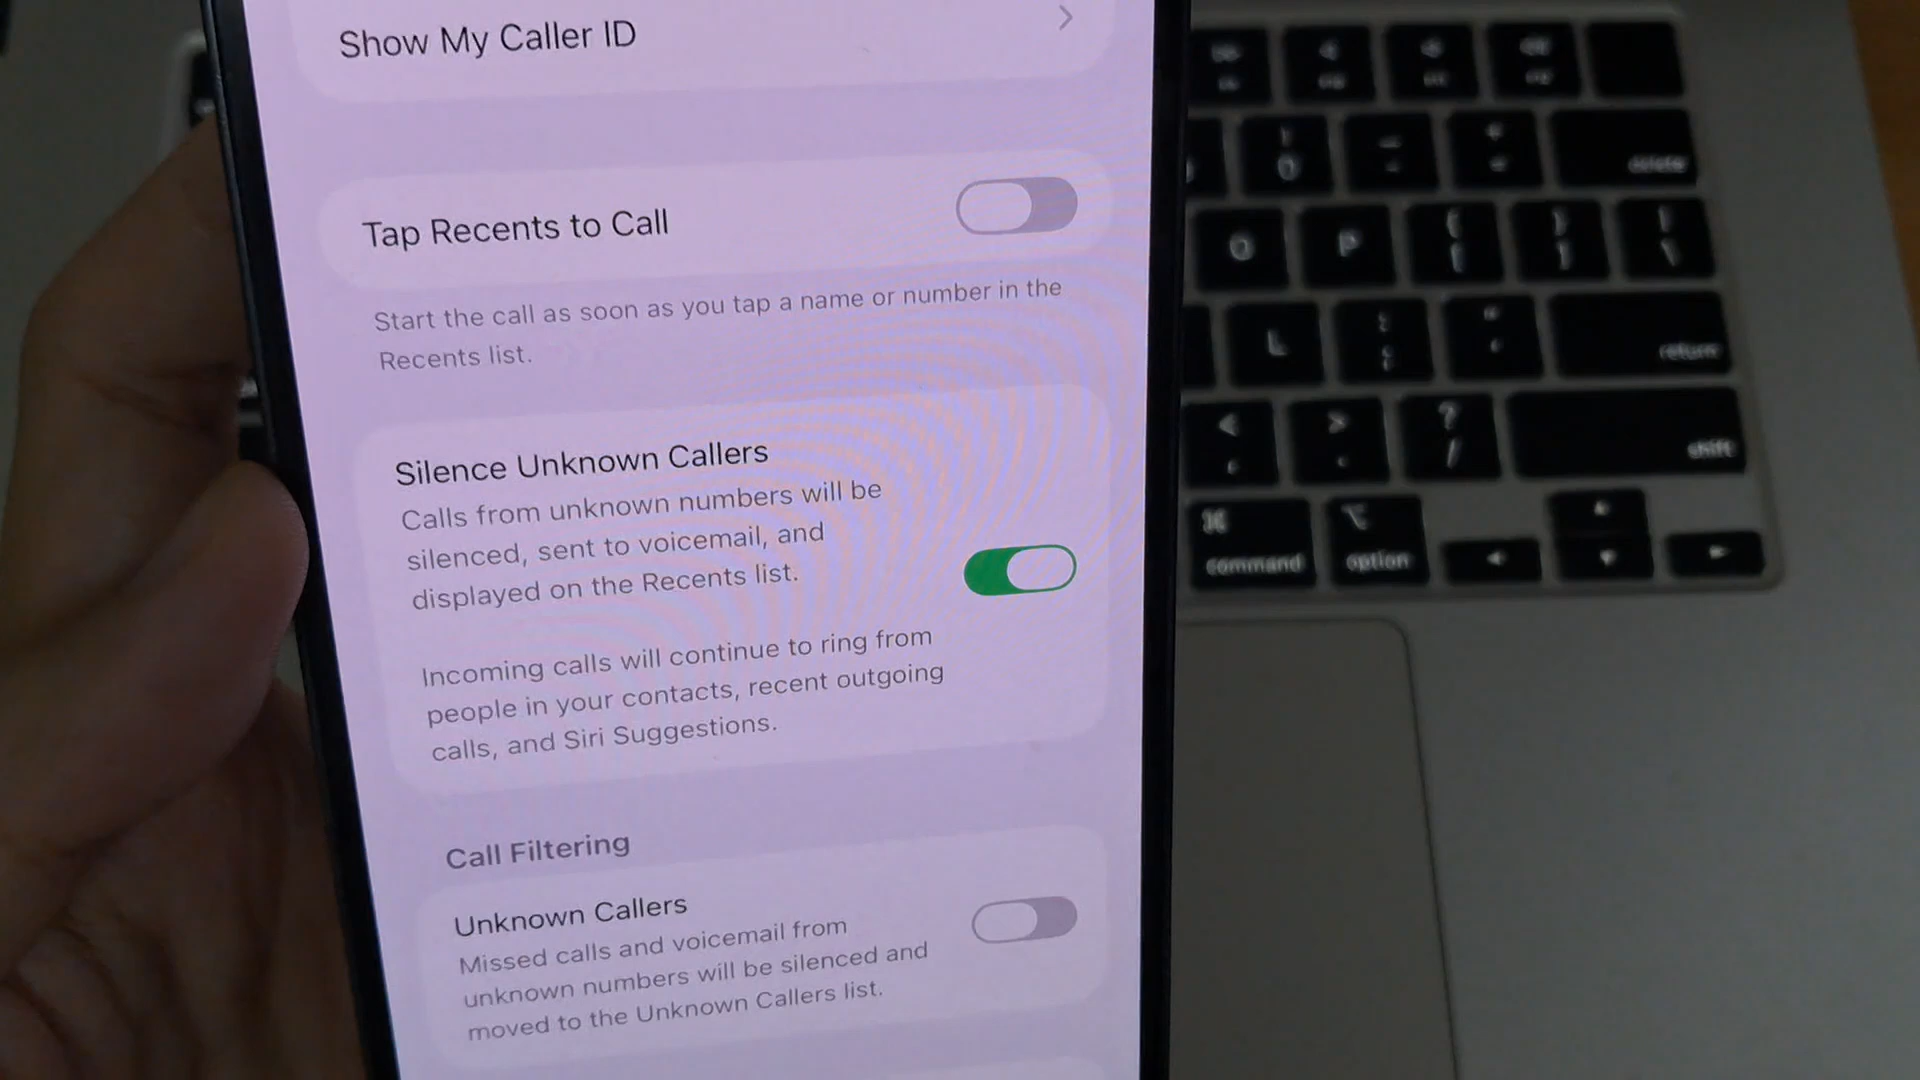 Show My Caller ID
Tap Recents to Call
Start the call as soon as you tap a name or number in the
Recents list.
Silence Unknown Callers
Calls from unknown numbers will be
silenced, sent to voicemail, and
displayed on the Recents list.
Incoming calls will continue to ring from
people in your contacts, recent outgoing
calls, and Siri Suggestions.
Call Filtering
Unknown Callers
Missed calls and voicemail from
unknown numbers will be silenced and
moved to the Unknown Callers list.
delete
O P { [ } ] | \
L : ; " ' return
< , > . ? / shift
⌘ command
⌥ option